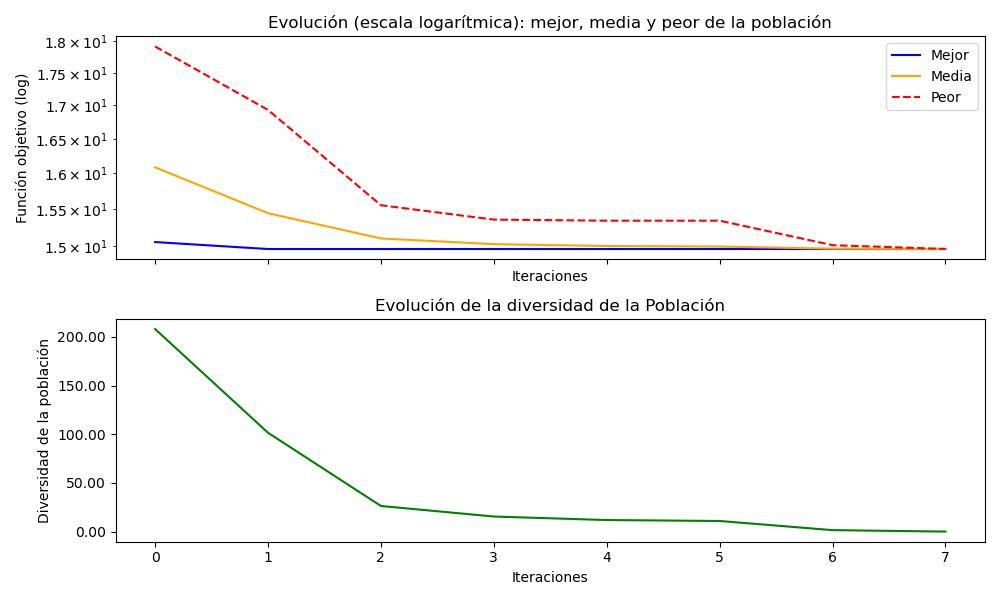 Evolución (escala logarítmica): mejor, media y peor de la población
Función objetivo (log)
1.8 × 10¹
1.75 × 10¹
1.7 × 10¹
1.65 × 10¹
1.6 × 10¹
1.55 × 10¹
1.5 × 10¹
Mejor
Media
Peor
Iteraciones
Evolución de la diversidad de la Población
Diversidad de la población
200.00
150.00
100.00
50.00
0.00
0 1 2 3 4 5 6 7
Iteraciones